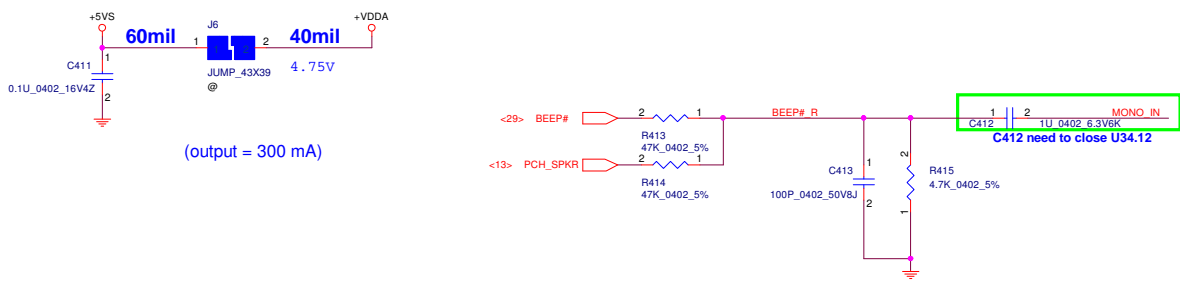 +5VS
+VDDA
J6
60mil
40mil
1
2
1
2
1
C411
4.75V
JUMP_43X39
0.1U_0402_16V4Z
@
2
(output = 300 mA)
<29>
BEEP#
2
1
BEEP#_R
1
2
MONO_IN
C412
1U_0402_6.3V6K
C412 need to close U34.12
R413
47K_0402_5%
<13>
PCH_SPKR
2
1
R414
47K_0402_5%
1
C413
100P_0402_50V8J
2
2
R415
4.7K_0402_5%
1